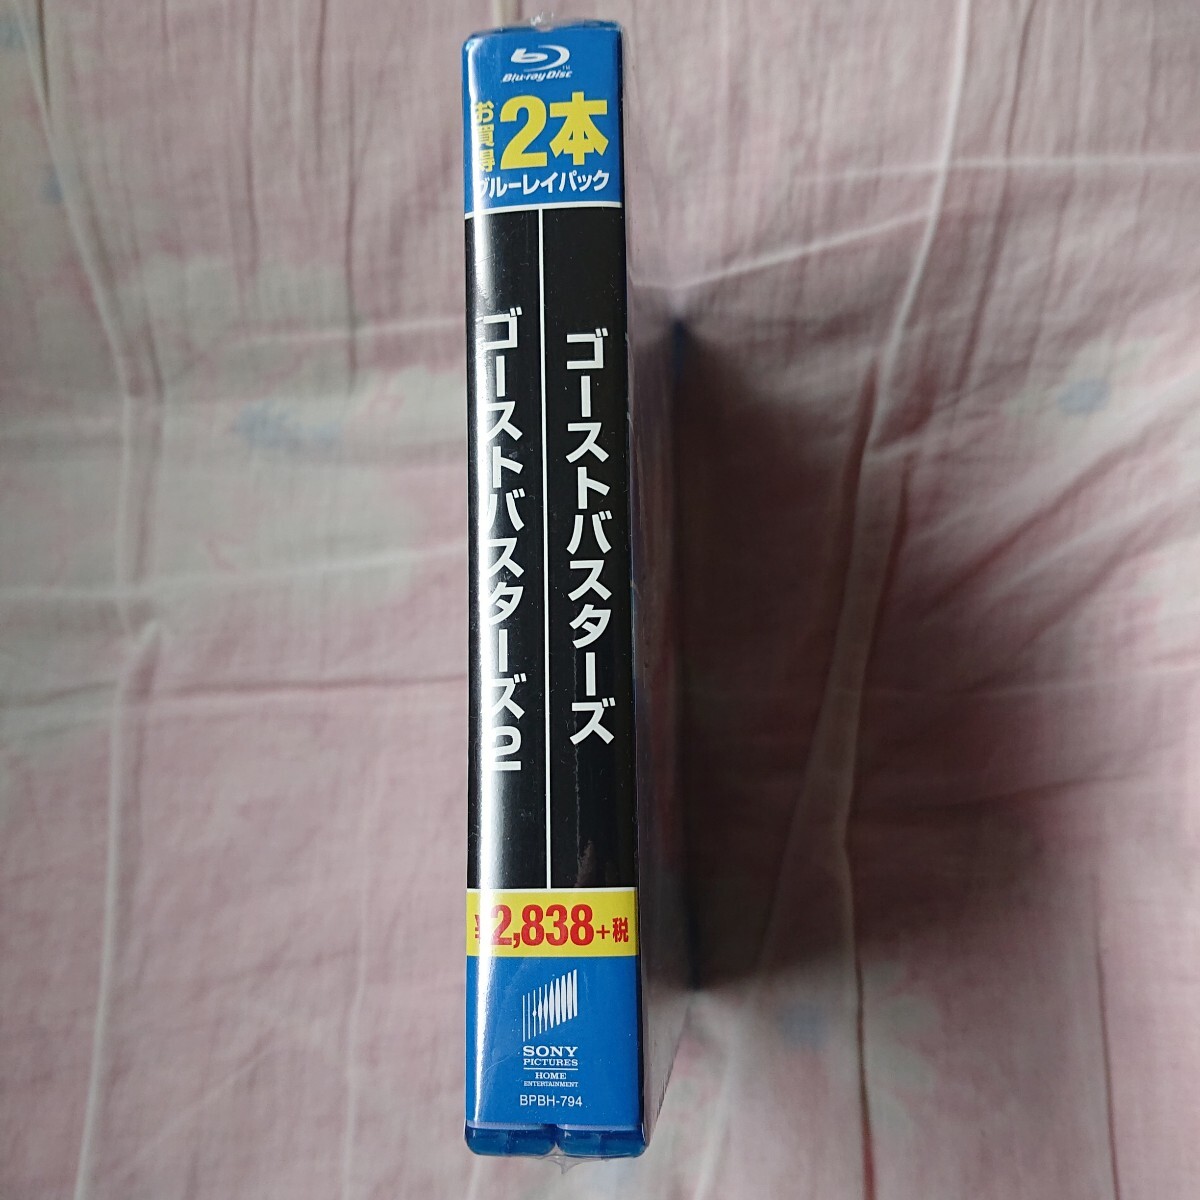 Blu-ray Disc™
お買得
2本
ブルーレイパック
ゴーストバスターズ
ゴーストバスターズ2
¥2,838+税
SONY
PICTURES
HOME
ENTERTAINMENT
BPBH-794